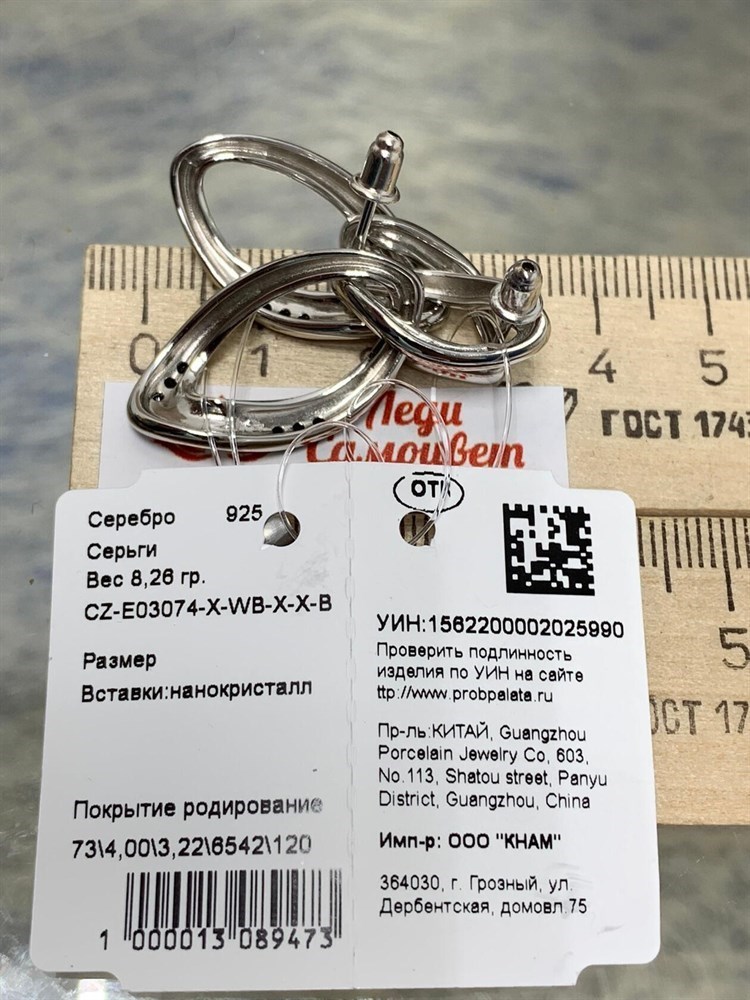 0 1 4 5
ГОСТ 1743
Леди
Самоцвет
Серебро 925
Серьги
Вес 8,26 гр.
CZ-E03074-X-WB-X-X-B
Размер
Вставки:нанокристалл
Покрытие родирование
73\4,00\3,22\6542\120
1 000013 089473
ОТК
УИН:1562200002025990
Проверить подлинность
изделия по УИН на сайте
ttp://www.probpalata.ru
Пр-ль:КИТАЙ, Guangzhou
Porcelain Jewelry Co, 603,
No.113, Shatou street, Panyu
District, Guangzhou, China
Имп-р: ООО "КНАМ"
364030, г. Грозный, ул.
Дербентская, домовл.75
5
ОСТ 17